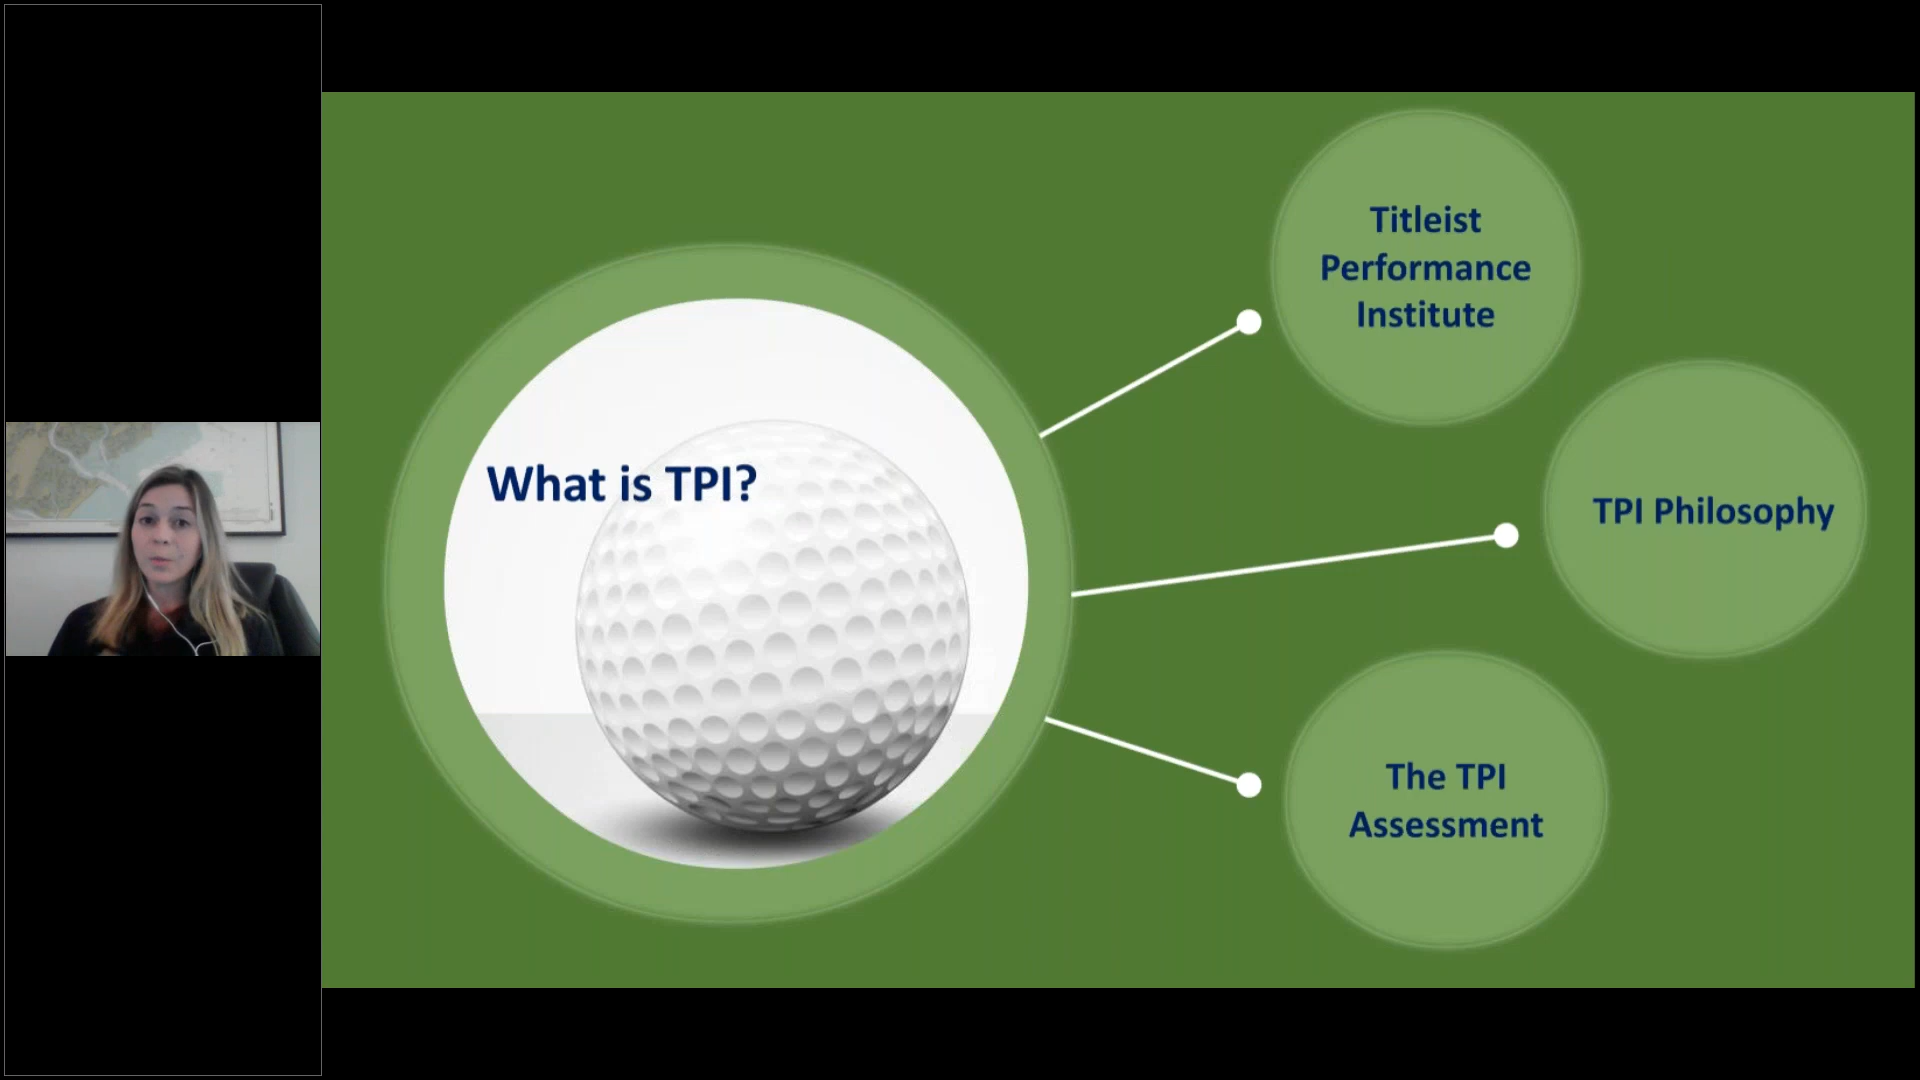 What is TPI?
Titleist
Performance
Institute
TPI Philosophy
The TPI
Assessment